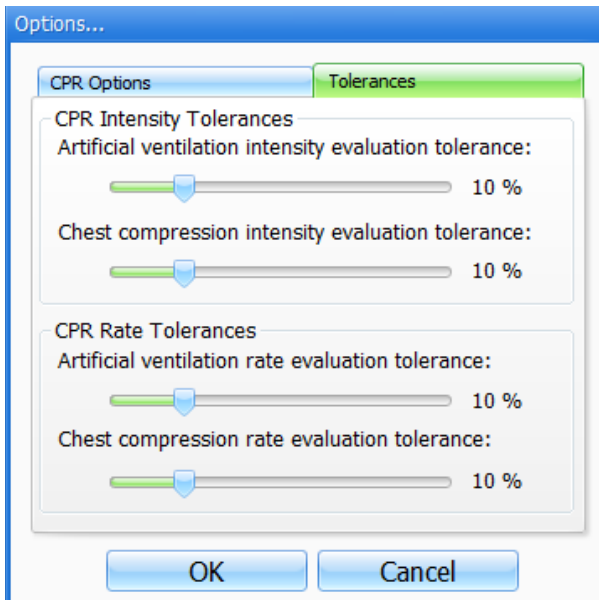 Options...
CPR Options
Tolerances
CPR Intensity Tolerances
Artificial ventilation intensity evaluation tolerance:
10 %
Chest compression intensity evaluation tolerance:
10 %
CPR Rate Tolerances
Artificial ventilation rate evaluation tolerance:
10 %
Chest compression rate evaluation tolerance:
10 %
OK
Cancel